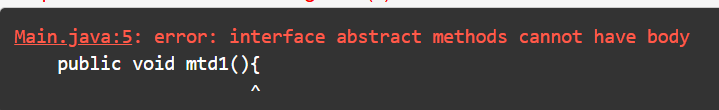 Main.java:5: error: interface abstract methods cannot have body
public void mtd1(){
^